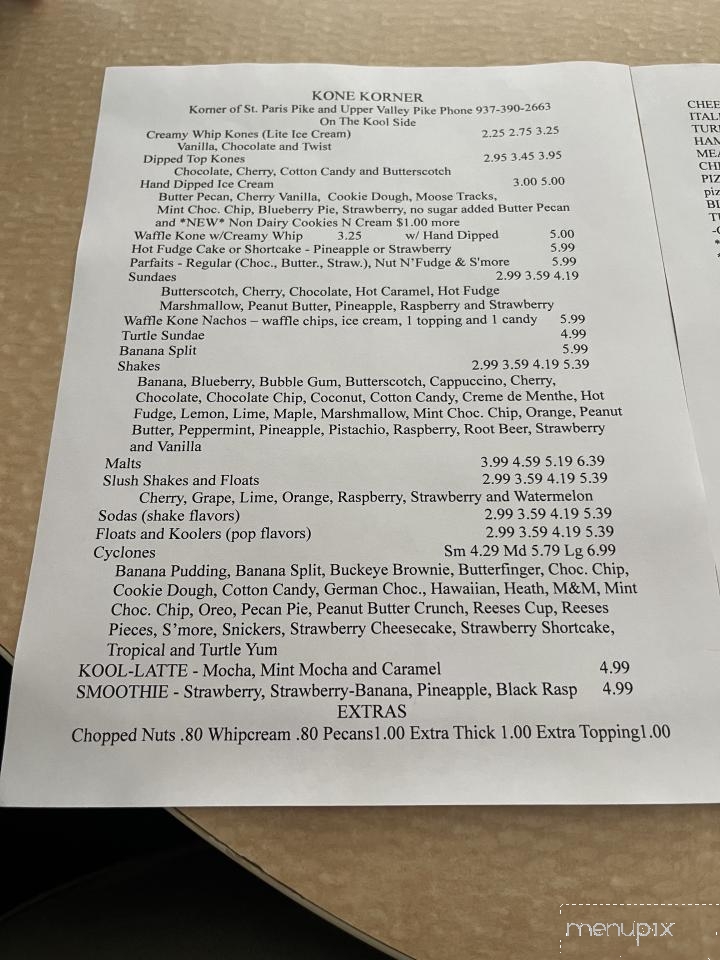 KONE KORNER
Korner of St. Paris Pike and Upper Valley Pike Phone 937-390-2663
On The Kool Side
Creamy Whip Kones (Lite Ice Cream) 2.25 2.75 3.25
Vanilla, Chocolate and Twist
Dipped Top Kones 2.95 3.45 3.95
Chocolate, Cherry, Cotton Candy and Butterscotch
Hand Dipped Ice Cream 3.00 5.00
Butter Pecan, Cherry Vanilla, Cookie Dough, Moose Tracks,
Mint Choc. Chip, Blueberry Pie, Strawberry, no sugar added Butter Pecan
and *NEW* Non Dairy Cookies N Cream $1.00 more
Waffle Kone w/Creamy Whip 3.25 w/ Hand Dipped 5.00
Hot Fudge Cake or Shortcake - Pineapple or Strawberry 5.99
Parfaits - Regular (Choc., Butter., Straw.), Nut N'Fudge & S'more 5.99
Sundaes 2.99 3.59 4.19
Butterscotch, Cherry, Chocolate, Hot Caramel, Hot Fudge
Marshmallow, Peanut Butter, Pineapple, Raspberry and Strawberry
Waffle Kone Nachos – waffle chips, ice cream, 1 topping and 1 candy 5.99
Turtle Sundae 4.99
Banana Split 5.99
Shakes 2.99 3.59 4.19 5.39
Banana, Blueberry, Bubble Gum, Butterscotch, Cappuccino, Cherry,
Chocolate, Chocolate Chip, Coconut, Cotton Candy, Creme de Menthe, Hot
Fudge, Lemon, Lime, Maple, Marshmallow, Mint Choc. Chip, Orange, Peanut
Butter, Peppermint, Pineapple, Pistachio, Raspberry, Root Beer, Strawberry
and Vanilla
Malts 3.99 4.59 5.19 6.39
Slush Shakes and Floats 2.99 3.59 4.19 5.39
Cherry, Grape, Lime, Orange, Raspberry, Strawberry and Watermelon
Sodas (shake flavors) 2.99 3.59 4.19 5.39
Floats and Koolers (pop flavors) 2.99 3.59 4.19 5.39
Cyclones Sm 4.29 Md 5.79 Lg 6.99
Banana Pudding, Banana Split, Buckeye Brownie, Butterfinger, Choc. Chip,
Cookie Dough, Cotton Candy, German Choc., Hawaiian, Heath, M&M, Mint
Choc. Chip, Oreo, Pecan Pie, Peanut Butter Crunch, Reeses Cup, Reeses
Pieces, S'more, Snickers, Strawberry Cheesecake, Strawberry Shortcake,
Tropical and Turtle Yum
KOOL-LATTE - Mocha, Mint Mocha and Caramel 4.99
SMOOTHIE - Strawberry, Strawberry-Banana, Pineapple, Black Rasp 4.99
EXTRAS
Chopped Nuts .80 Whipcream .80 Pecans1.00 Extra Thick 1.00 Extra Topping1.00
menupix